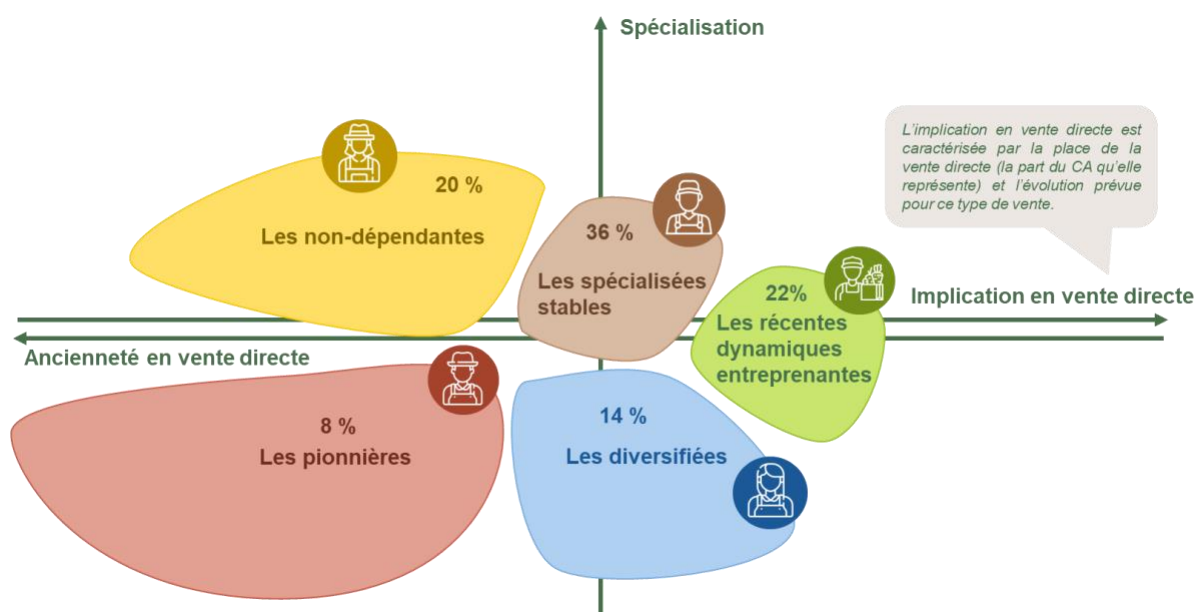 Spécialisation
L'implication en vente directe est
caractérisée par la place de la
vente directe (la part du CA qu'elle
représente) et l'évolution prévue
pour ce type de vente.
20 %
Les non-dépendantes
36 %
Les spécialisées
stables
22%
Les récentes
dynamiques
entreprenantes
Implication en vente directe
Ancienneté en vente directe
8 %
Les pionnières
14 %
Les diversifiées